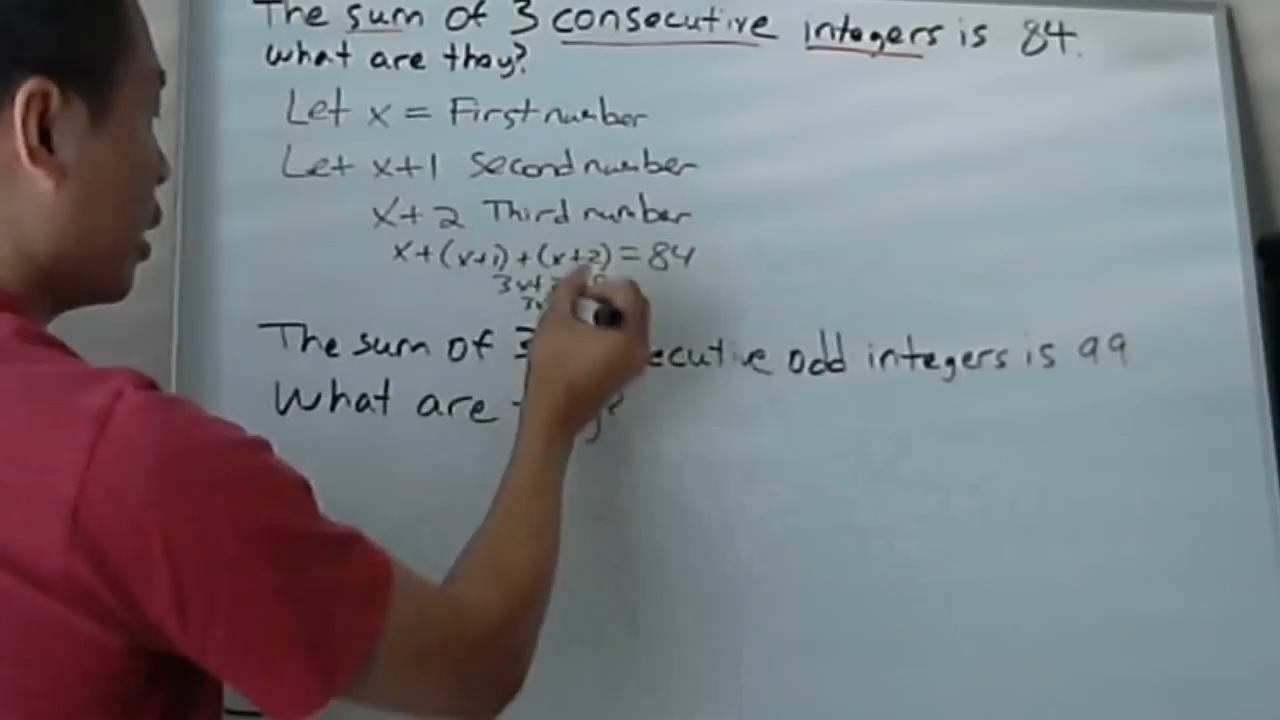 The sum of 3 consecutive integers is 84.
what are they?
Let x = First number
Let x+1 Second number
x+2 Third number
x+(x+1)+(x+2)=84
The sum of 3 odd integers is 99
What are